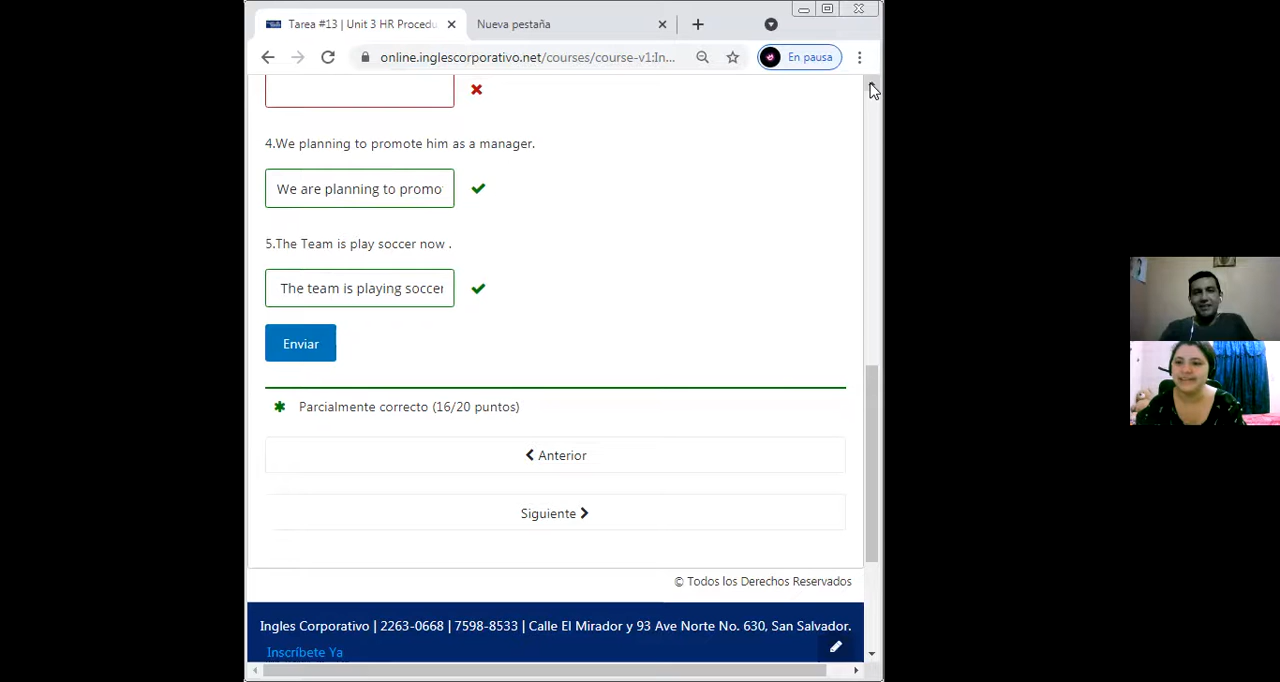 Tarea #13 | Unit 3 HR Procedu
Nueva pestaña
online.inglescorporativo.net/courses/course-v1:In...
En pausa
4.We planning to promote him as a manager.
We are planning to promo
5.The Team is play soccer now .
The team is playing soccer
Enviar
Parcialmente correcto (16/20 puntos)
Anterior
Siguiente
© Todos los Derechos Reservados
Ingles Corporativo | 2263-0668 | 7598-8533 | Calle El Mirador y 93 Ave Norte No. 630, San Salvador.
Inscríbete Ya